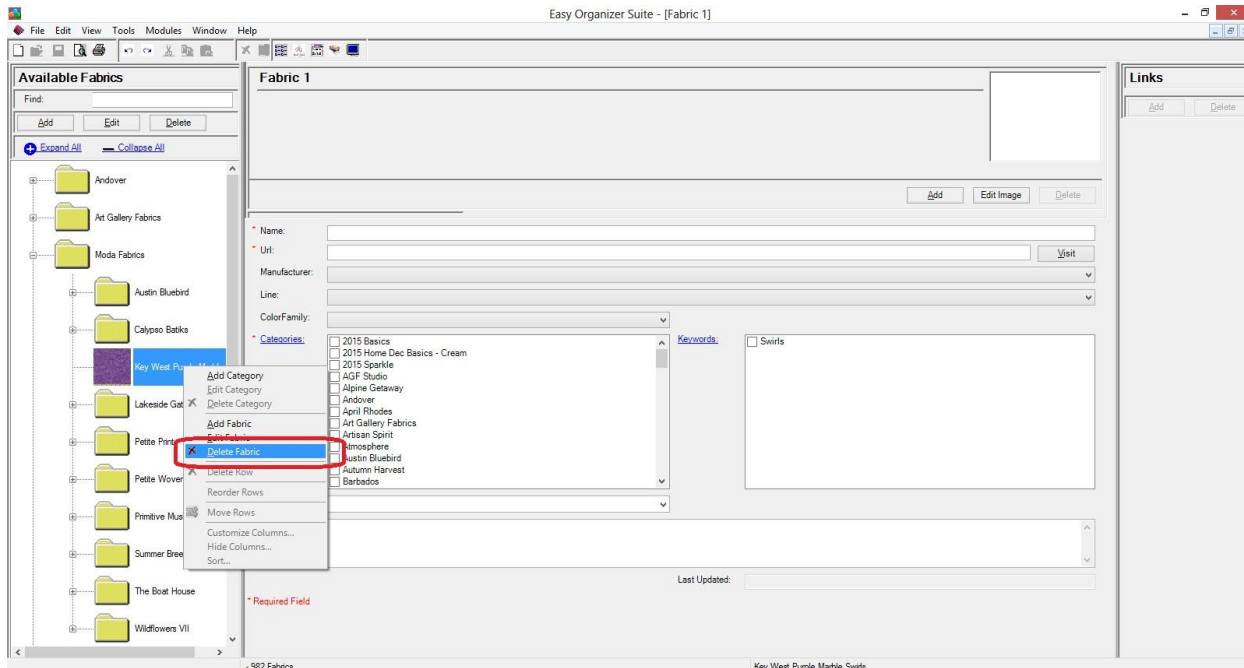 Easy Organizer Suite - [Fabric 1]
File Edit View Tools Modules Window Help
Available Fabrics
Find:
Add Edit Delete
Expand All Collapse All
Andover
Art Gallery Fabrics
Moda Fabrics
Austin Bluebird
Calypso Batiks
Key West
Lakeside
Petite
Petite
Primitive
Summer
The Boat House
Wildflowers VII
Add Category
Edit Category
Delete Category
Add Fabric
Edit Fabric
Delete Fabric
Delete Row
Reorder Rows
Move Rows
Customize Columns...
Hide Columns...
Sort...
Fabric 1
Add Edit Image Delete
* Name:
* Url: Visit
Manufacturer:
Line:
ColorFamily:
* Categories:
2015 Basics
2015 Home Dec Basics - Cream
2015 Sparkle
AGF Studio
Alpine Getaway
Andover
April Rhodes
Art Gallery Fabrics
Artisan Spirit
Atmosphere
Austin Bluebird
Autumn Harvest
Barbados
Keywords: Swirls
Last Updated:
* Required Field
Links
Add Delete
- 982 Fabrics Key West Purple Marble Swirls